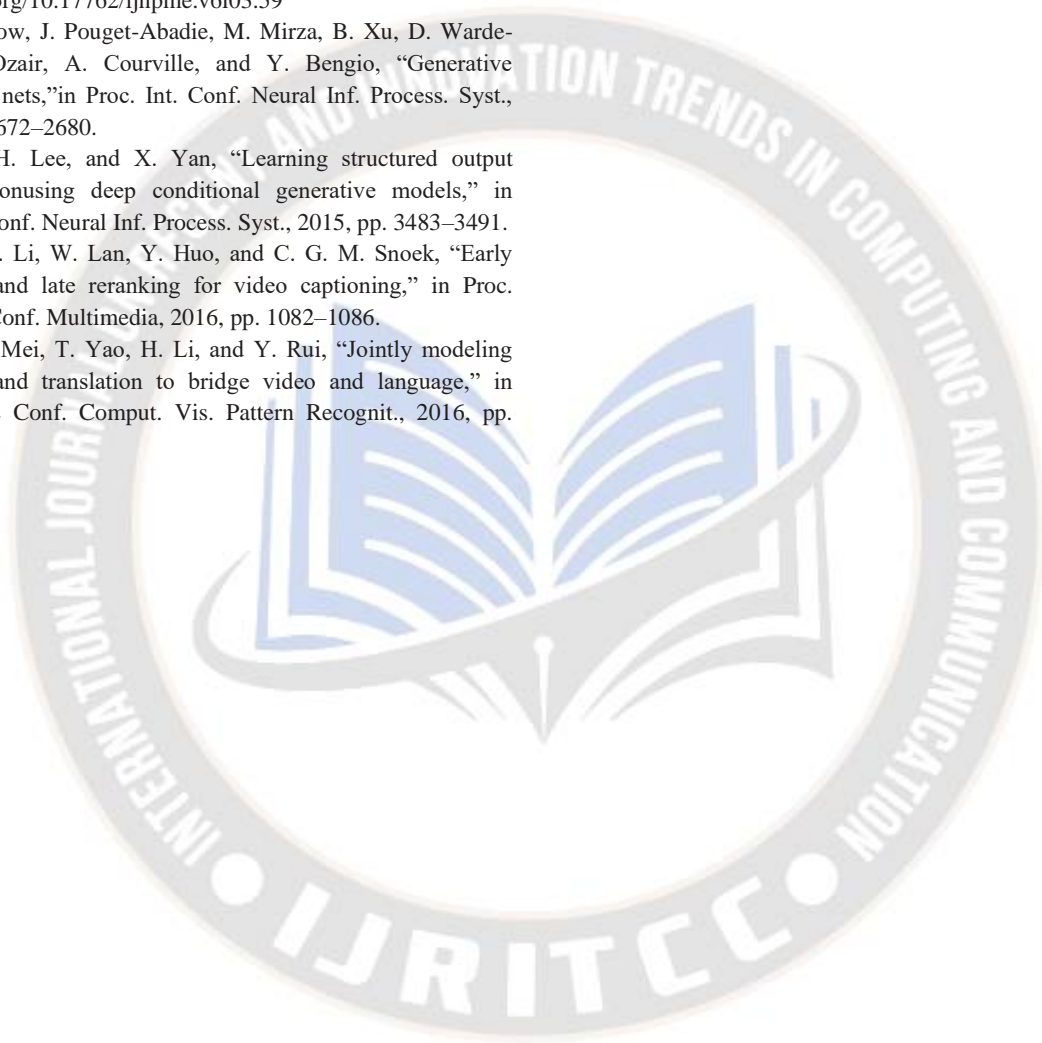 org/10.17762/ijnpme.v6i03.59
ow, J. Pouget-Abadie, M. Mirza, B. Xu, D. Warde-
Ozair, A. Courville, and Y. Bengio, “Generative
nets,”in Proc. Int. Conf. Neural Inf. Process. Syst.,
672–2680.
H. Lee, and X. Yan, “Learning structured output
onusing deep conditional generative models,” in
onf. Neural Inf. Process. Syst., 2015, pp. 3483–3491.
. Li, W. Lan, Y. Huo, and C. G. M. Snoek, “Early
and late reranking for video captioning,” in Proc.
Conf. Multimedia, 2016, pp. 1082–1086.
Mei, T. Yao, H. Li, and Y. Rui, “Jointly modeling
and translation to bridge video and language,” in
Conf. Comput. Vis. Pattern Recognit., 2016, pp.
INTERNATIONAL JOURNAL ON RECENT AND INNOVATION TRENDS IN COMPUTING AND COMMUNICATION
IJRITCC